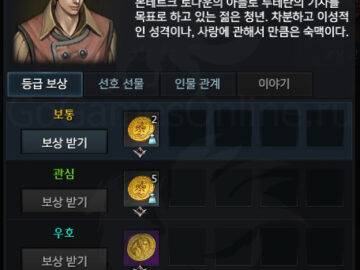 몬테르크 로다운의 아들로 루테란의 기사를
목표로 하고 있는 젊은 청년. 차분하고 이성적
인 성격이나, 사랑에 관해서 만큼은 숙맥이다.
등급 보상 선호 선물 인물 관계 이야기
보통
보상 받기
2
관심
보상 받기
5
우호
보상 받기